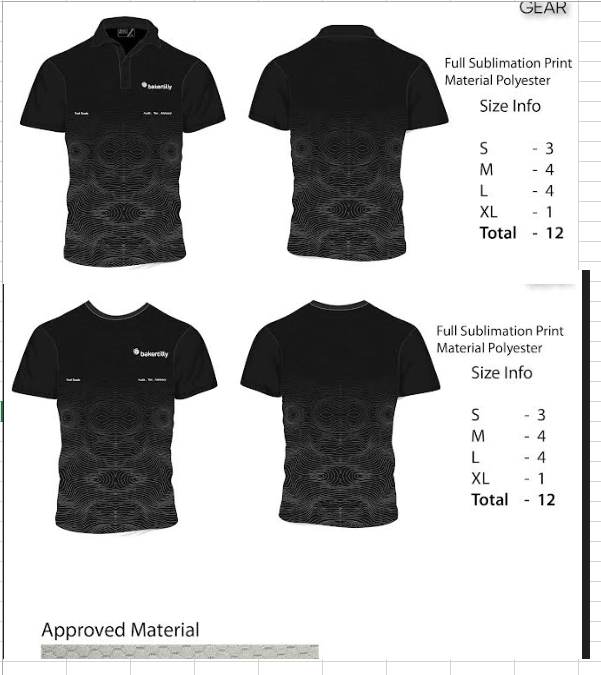 GEAR
Full Sublimation Print
Material Polyester
Size Info
S - 3
M - 4
L - 4
XL - 1
Total - 12
bakertilly
Full Sublimation Print
Material Polyester
Size Info
S - 3
M - 4
L - 4
XL - 1
Total - 12
bakertilly
Approved Material